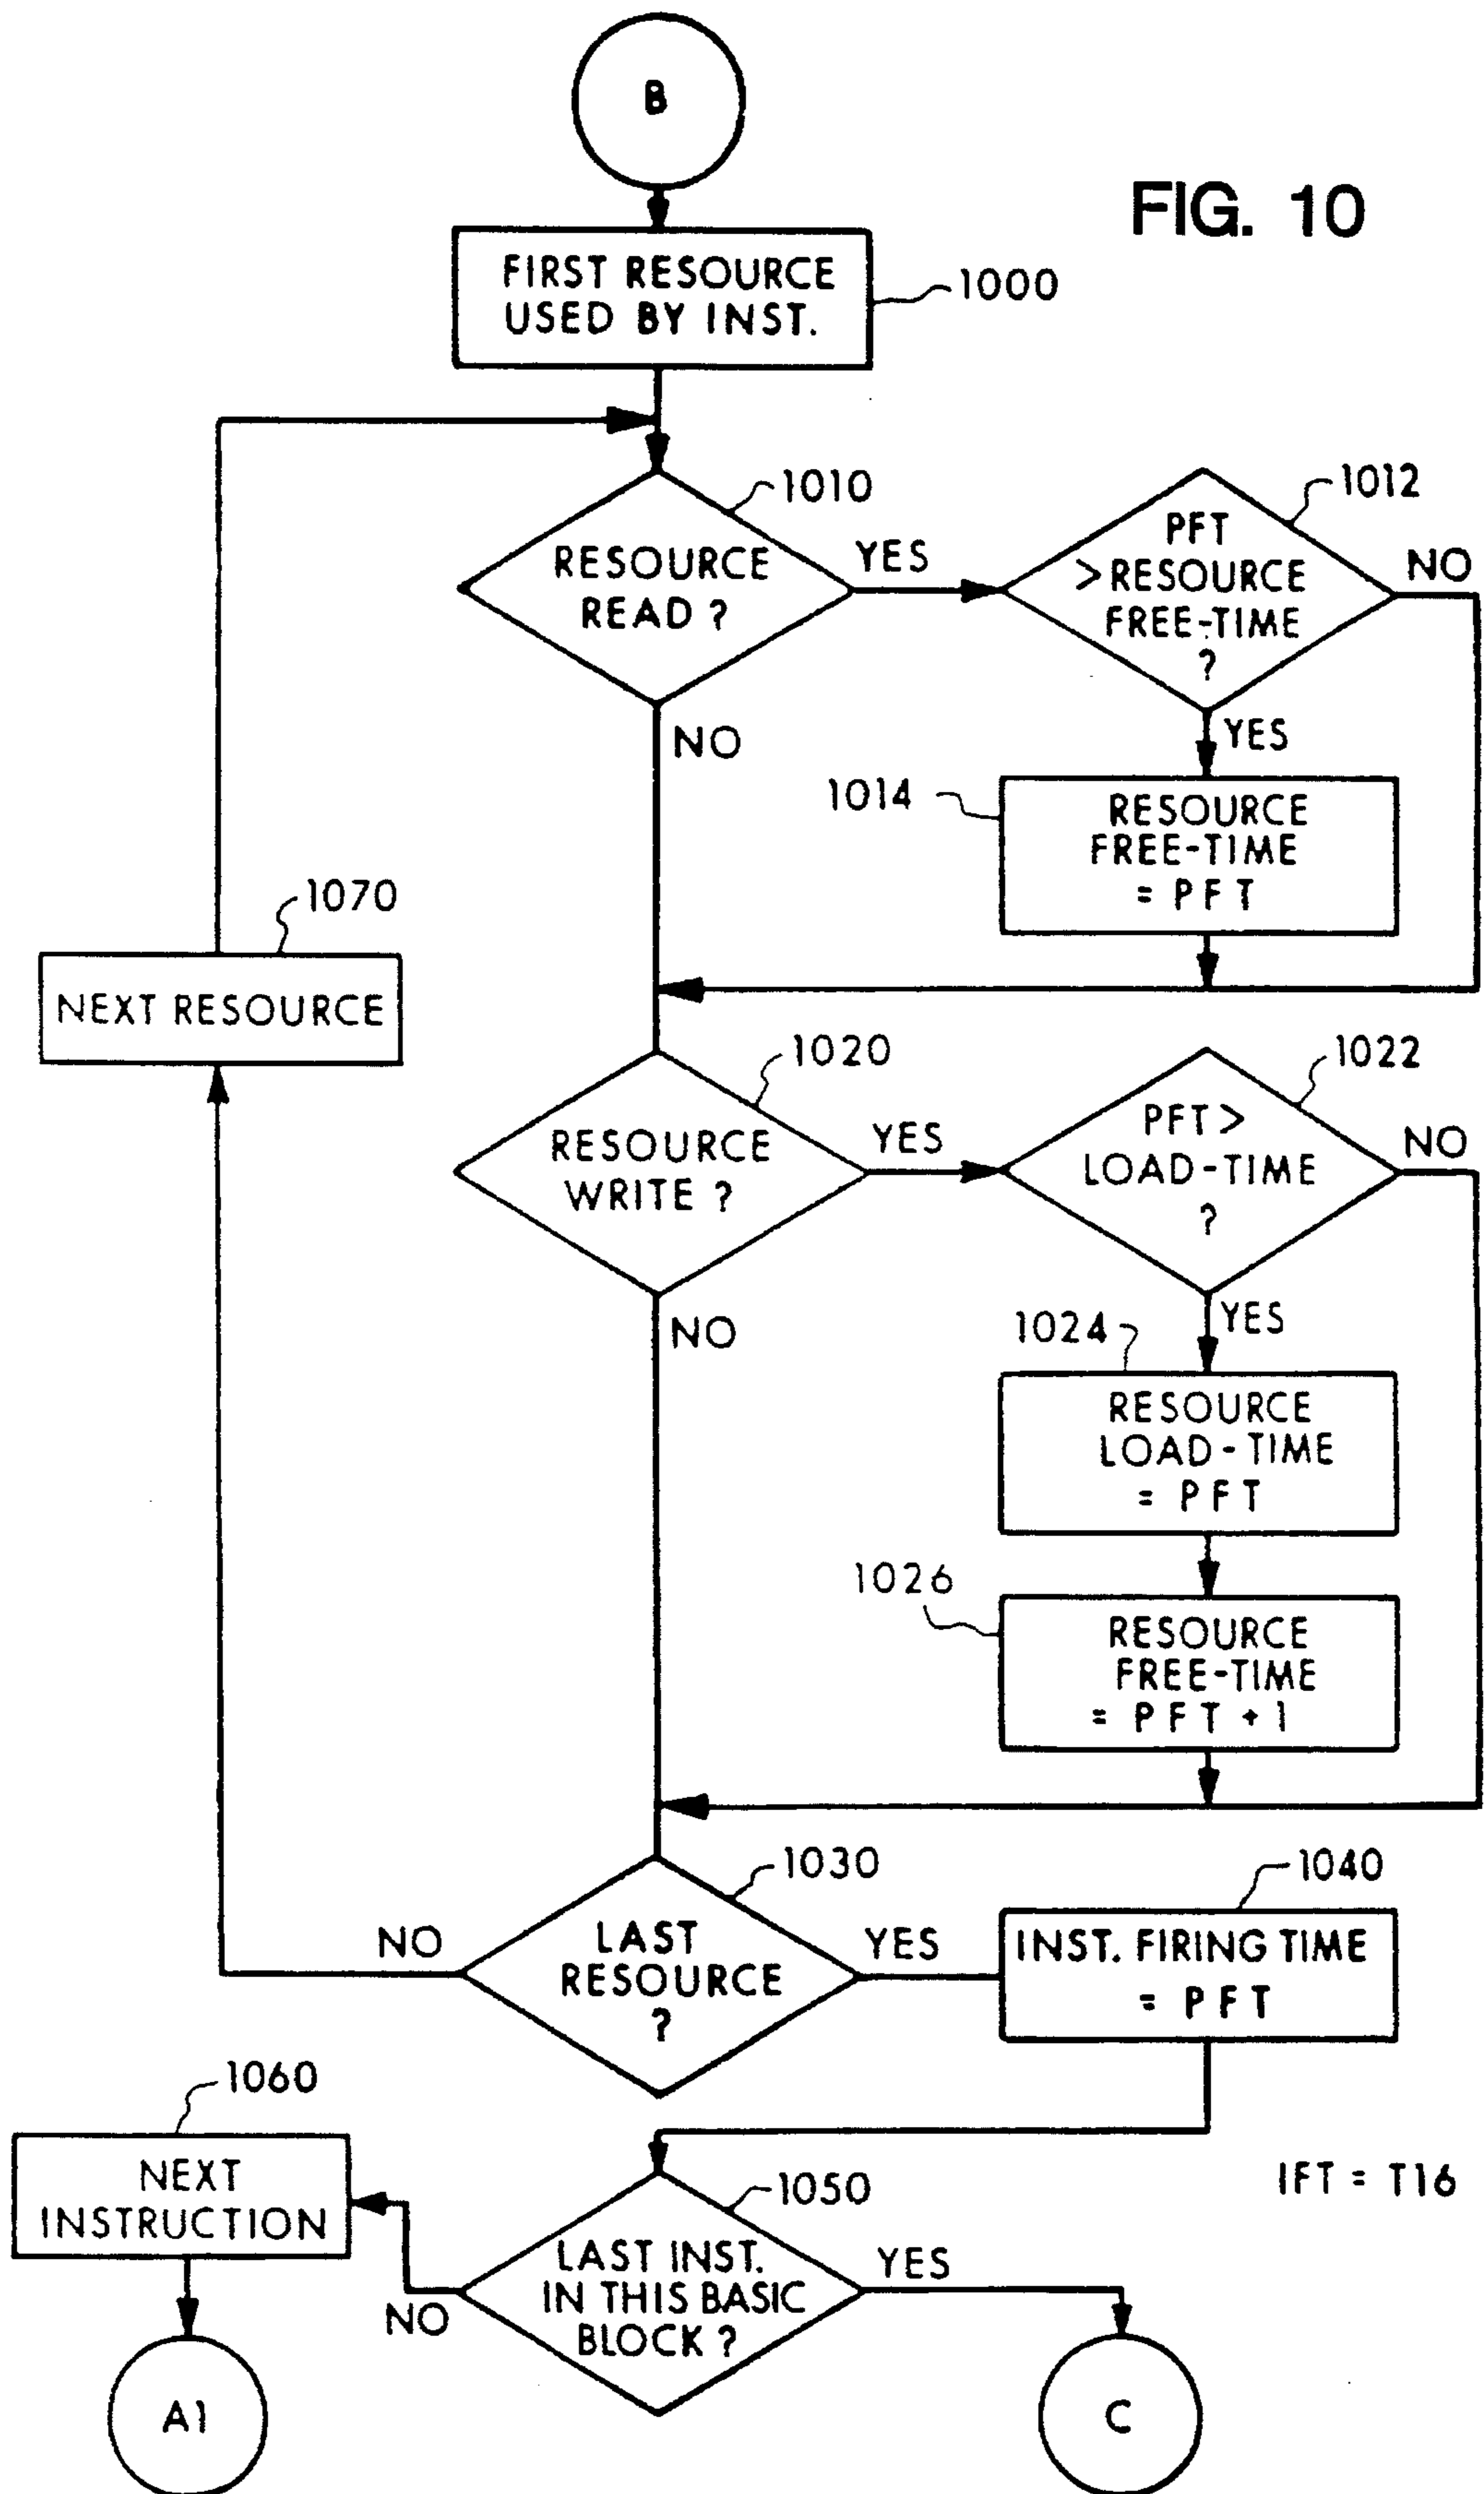 B
FIG. 10
FIRST RESOURCE
USED BY INST.
1000
1010
RESOURCE
READ ?
YES
NO
1012
PFT
>RESOURCE
FREE-TIME
?
NO
YES
1014
RESOURCE
FREE-TIME
= PFT
1070
NEXT RESOURCE
1020
RESOURCE
WRITE ?
YES
NO
1022
PFT >
LOAD-TIME
?
NO
YES
1024
RESOURCE
LOAD-TIME
= PFT
1026
RESOURCE
FREE-TIME
= PFT + 1
1030
LAST
RESOURCE
?
NO
YES
1040
INST. FIRING TIME
= PFT
1060
NEXT
INSTRUCTION
1050
LAST INST.
IN THIS BASIC
BLOCK ?
NO
YES
IFT = T16
A1
C